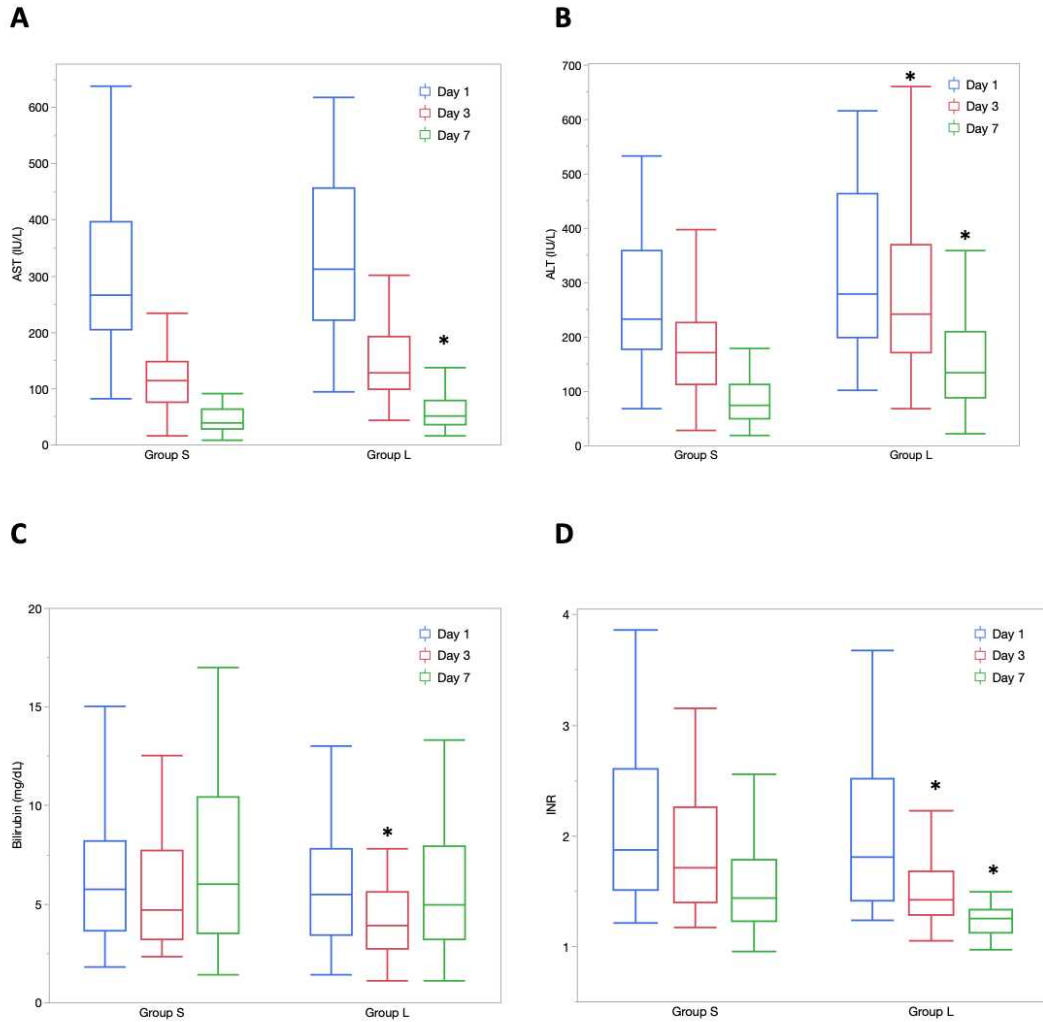 A
AST (IU/L)
600
500
400
300
200
100
0
Day 1
Day 3
Day 7
*
Group S
Group L
B
ALT (IU/L)
700
600
500
400
300
200
100
0
*
Day 1
Day 3
Day 7
*
Group S
Group L
C
Bilirubin (mg/dL)
20
15
10
5
0
Day 1
Day 3
Day 7
*
Group S
Group L
D
INR
4
3
2
1
Day 1
Day 3
Day 7
*
*
Group S
Group L